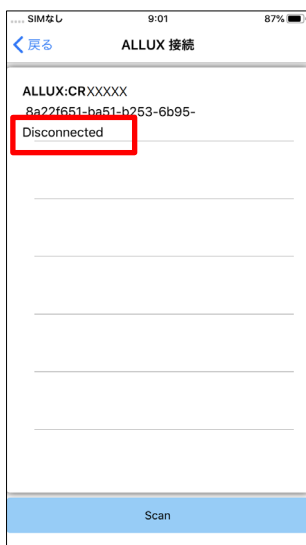 SIMなし 9:01 87%
戻る ALLUX 接続
ALLUX:CRXXXXX
8a22f651-ba51-b253-6b95-
Disconnected
Scan